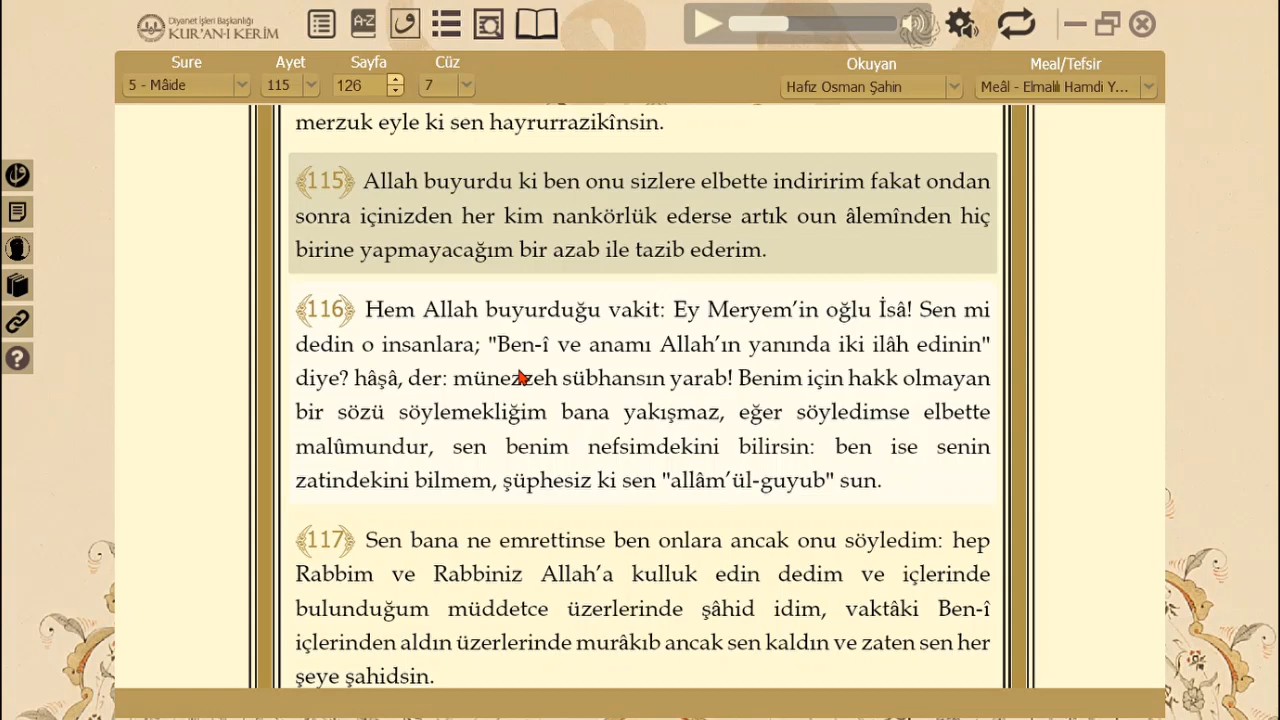 Diyanet İşleri Başkanlığı
KUR'AN-I KERİM
A-Z
Sure Ayet Sayfa Cüz Okuyan Meal/Tefsir
5 - Mâide 115 126 7 Hafız Osman Şahin Meâl - Elmalılı Hamdi Y...
merzuk eyle ki sen hayrurrazikînsin.
115 Allah buyurdu ki ben onu sizlere elbette indiririm fakat ondan
sonra içinizden her kim nankörlük ederse artık oun âlemînden hiç
birine yapmayacağım bir azab ile tazib ederim.
116 Hem Allah buyurduğu vakit: Ey Meryem’in oğlu İsâ! Sen mi
dedin o insanlara; "Ben-î ve anamı Allah’ın yanında iki ilâh edinin"
diye? hâşâ, der: münezzeh sübhansın yarab! Benim için hakk olmayan
bir sözü söylemekliğim bana yakışmaz, eğer söyledimse elbette
malûmundur, sen benim nefsimdekini bilirsin: ben ise senin
zatindekini bilmem, şüphesiz ki sen "allâm’ül-guyub" sun.
117 Sen bana ne emrettinse ben onlara ancak onu söyledim: hep
Rabbim ve Rabbiniz Allah’a kulluk edin dedim ve içlerinde
bulunduğum müddetce üzerlerinde şâhid idim, vaktâki Ben-î
içlerinden aldın üzerlerinde murâkıb ancak sen kaldın ve zaten sen her
şeye şahidsin.